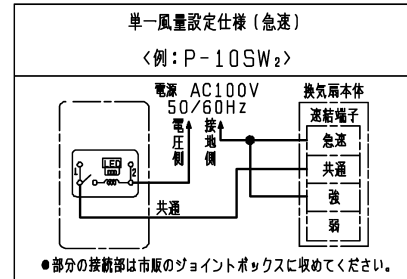 単一風量設定仕様(急速)
〈例:P-10SW₂〉
電源 AC100V
50/60Hz
電圧側
接地側
換気扇本体
速結端子
急速
共通
強
弱
LED
1
2
共通
●部分の接続部は市販のジョイントボックスに収めてください。